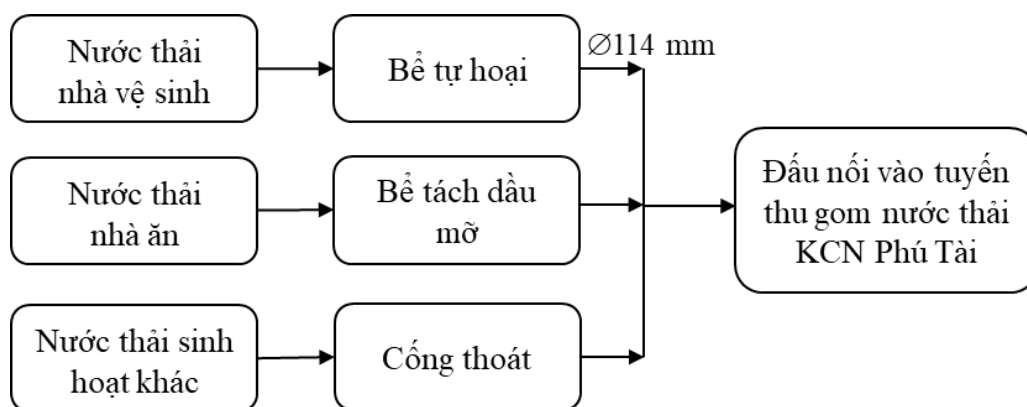 Nước thải
nhà vệ sinh
Bể tự hoại
∅114 mm
Nước thải
nhà ăn
Bể tách dầu
mỡ
Nước thải sinh
hoạt khác
Cống thoát
Đấu nối vào tuyến
thu gom nước thải
KCN Phú Tài